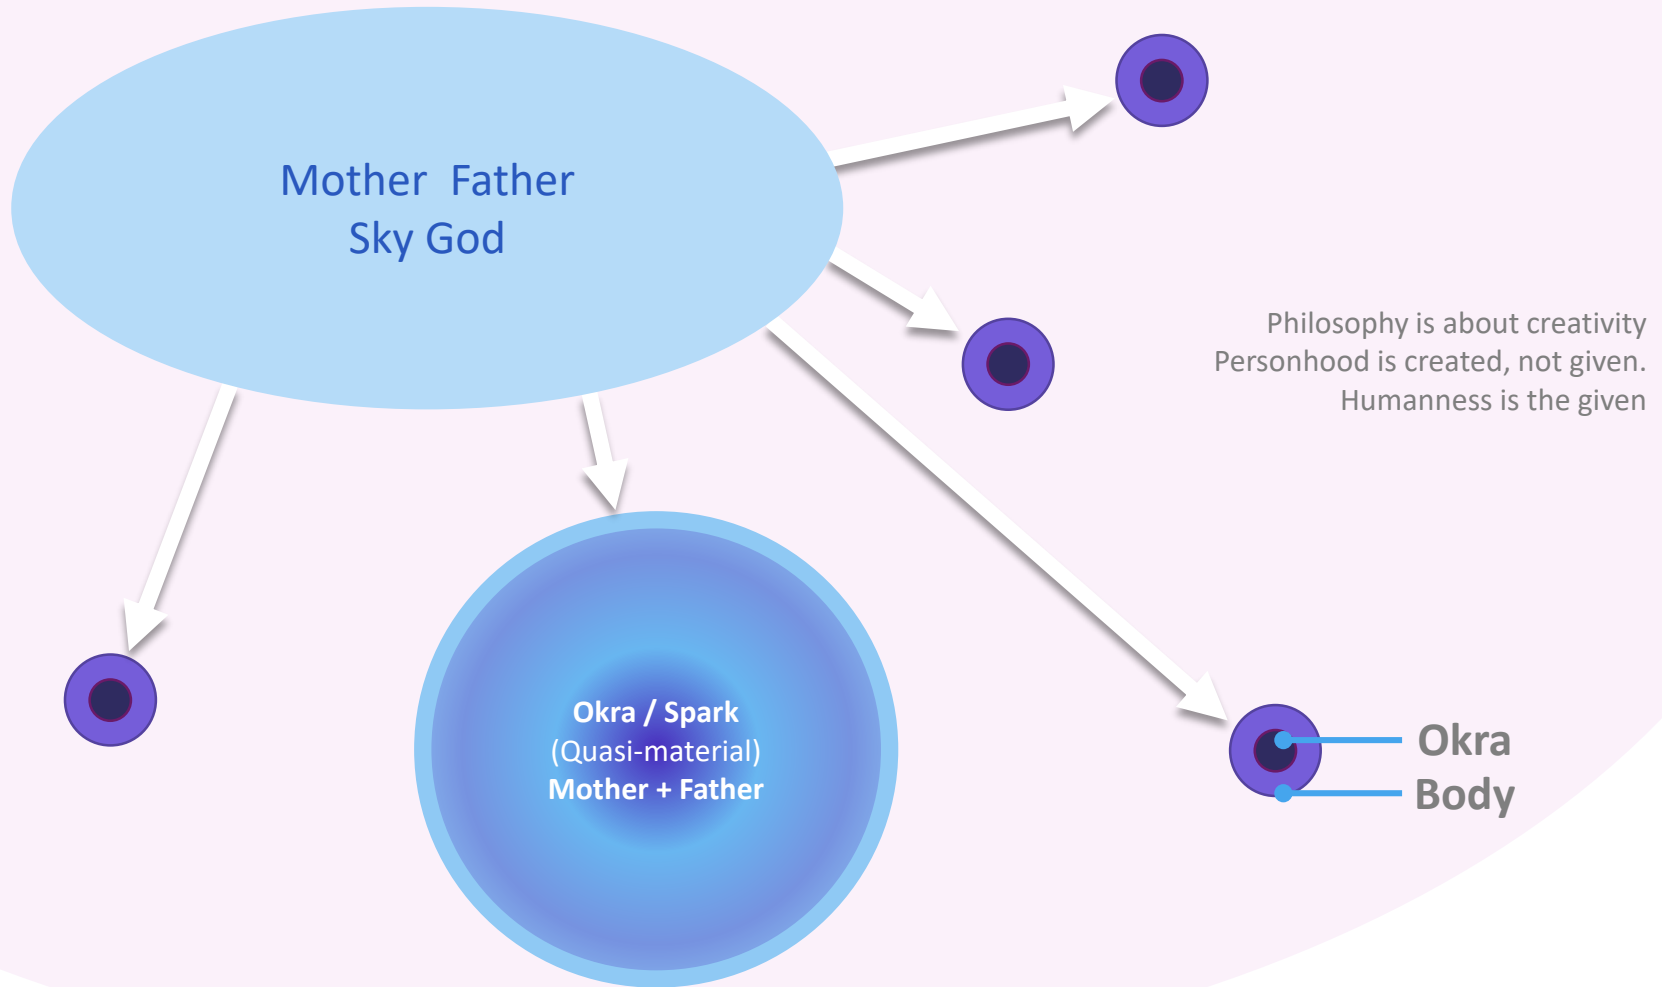 Mother  Father
Sky God
Philosophy is about creativity
Personhood is created, not given.
Humanness is the given
Okra / Spark
(Quasi-material)
Mother + Father
Okra
Body